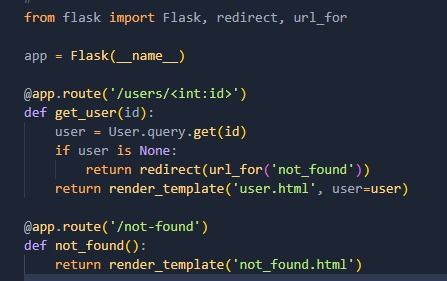 from flask import Flask, redirect, url_for
app = Flask(__name__)
@app.route('/users/<int:id>')
def get_user(id):
    user = User.query.get(id)
    if user is None:
        return redirect(url_for('not_found'))
    return render_template('user.html', user=user)
@app.route('/not-found')
def not_found():
    return render_template('not_found.html')